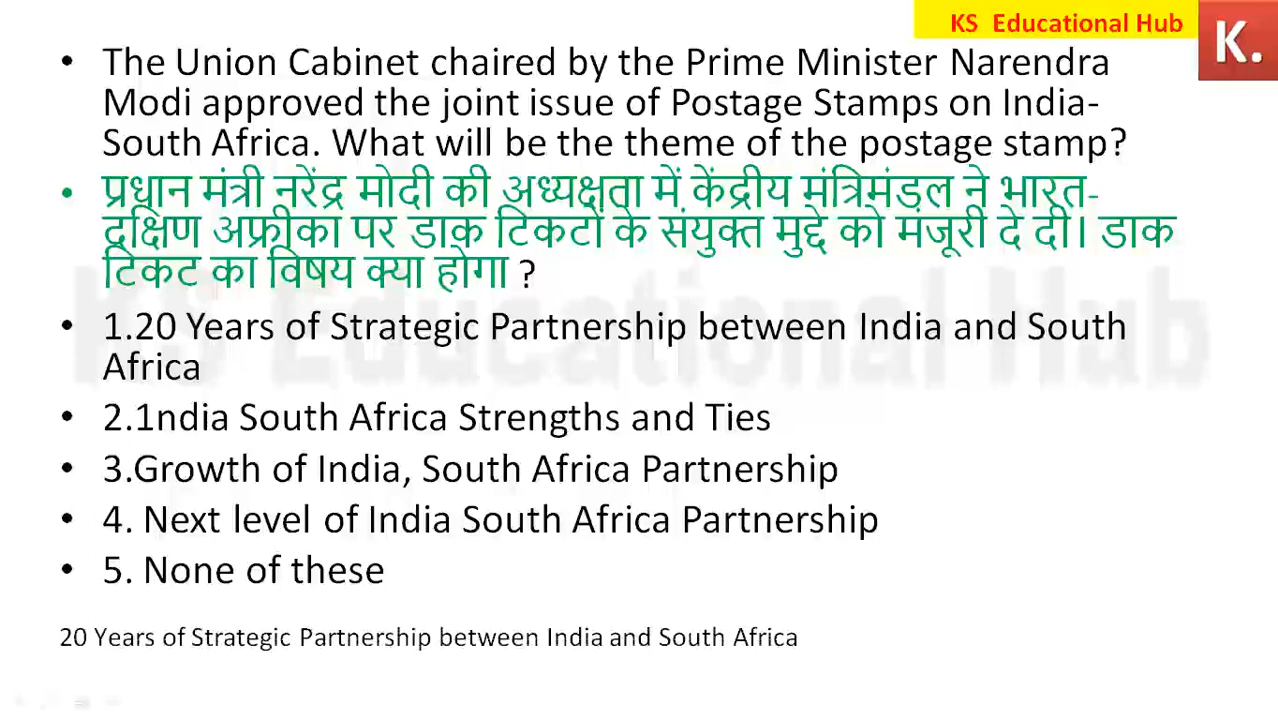 KS Educational Hub
K.
• The Union Cabinet chaired by the Prime Minister Narendra
Modi approved the joint issue of Postage Stamps on India-
South Africa. What will be the theme of the postage stamp?
• प्रधान मंत्री नरेंद्र मोदी की अध्यक्षता में केंद्रीय मंत्रिमंडल ने भारत-
दक्षिण अफ्रीका पर डाक टिकटों के संयुक्त मुद्दे को मंजूरी दे दी। डाक
टिकट का विषय क्या होगा ?
• 1.20 Years of Strategic Partnership between India and South
Africa
• 2.1ndia South Africa Strengths and Ties
• 3.Growth of India, South Africa Partnership
• 4. Next level of India South Africa Partnership
• 5. None of these
20 Years of Strategic Partnership between India and South Africa
KS Educational Hub